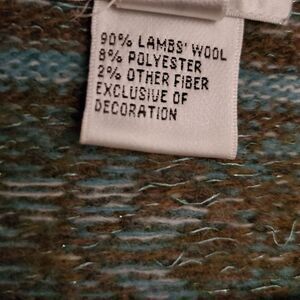 90% LAMBS' WOOL
8% POLYESTER
2% OTHER FIBER
EXCLUSIVE OF
DECORATION